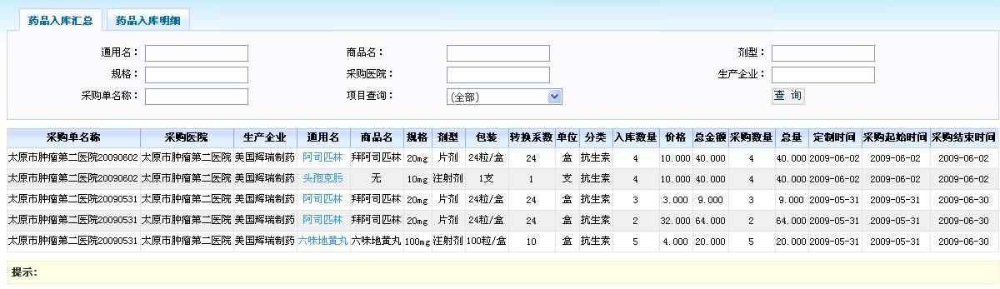 药品入库汇总 药品入库明细
通用名： 商品名： 剂型：
规格： 采购医院： 生产企业：
采购单名称： 项目查询： (全部) 查 询
采购单名称 采购医院 生产企业 通用名 商品名 规格 剂型 包装 转换系数 单位 分类 入库数量 价格 总金额 采购数量 总量 定制时间 采购起始时间 采购结束时间
太原市肿瘤第二医院20090602 太原市肿瘤第二医院 美国辉瑞制药 阿司匹林 拜阿司匹林 20mg 片剂 24粒/盒 24 盒 抗生素 4 10.000 40.000 4 40.000 2009-06-02 2009-06-02 2009-06-02
太原市肿瘤第二医院20090602 太原市肿瘤第二医院 美国辉瑞制药 头孢克肟 无 10mg 注射剂 1支 1 支 抗生素 4 10.000 40.000 4 40.000 2009-06-02 2009-06-02 2009-06-02
太原市肿瘤第二医院20090531 太原市肿瘤第二医院 美国辉瑞制药 阿司匹林 拜阿司匹林 20mg 片剂 24粒/盒 24 盒 抗生素 3 3.000 9.000 3 9.000 2009-05-31 2009-05-31 2009-06-30
太原市肿瘤第二医院20090531 太原市肿瘤第二医院 美国辉瑞制药 阿司匹林 拜阿司匹林 20mg 片剂 24粒/盒 24 盒 抗生素 2 32.000 64.000 2 64.000 2009-05-31 2009-05-31 2009-06-30
太原市肿瘤第二医院20090531 太原市肿瘤第二医院 美国辉瑞制药 六味地黄丸 六味地黄丸 100mg 注射剂 100粒/盒 10 盒 抗生素 5 4.000 20.000 5 20.000 2009-05-31 2009-05-31 2009-06-30
提示: